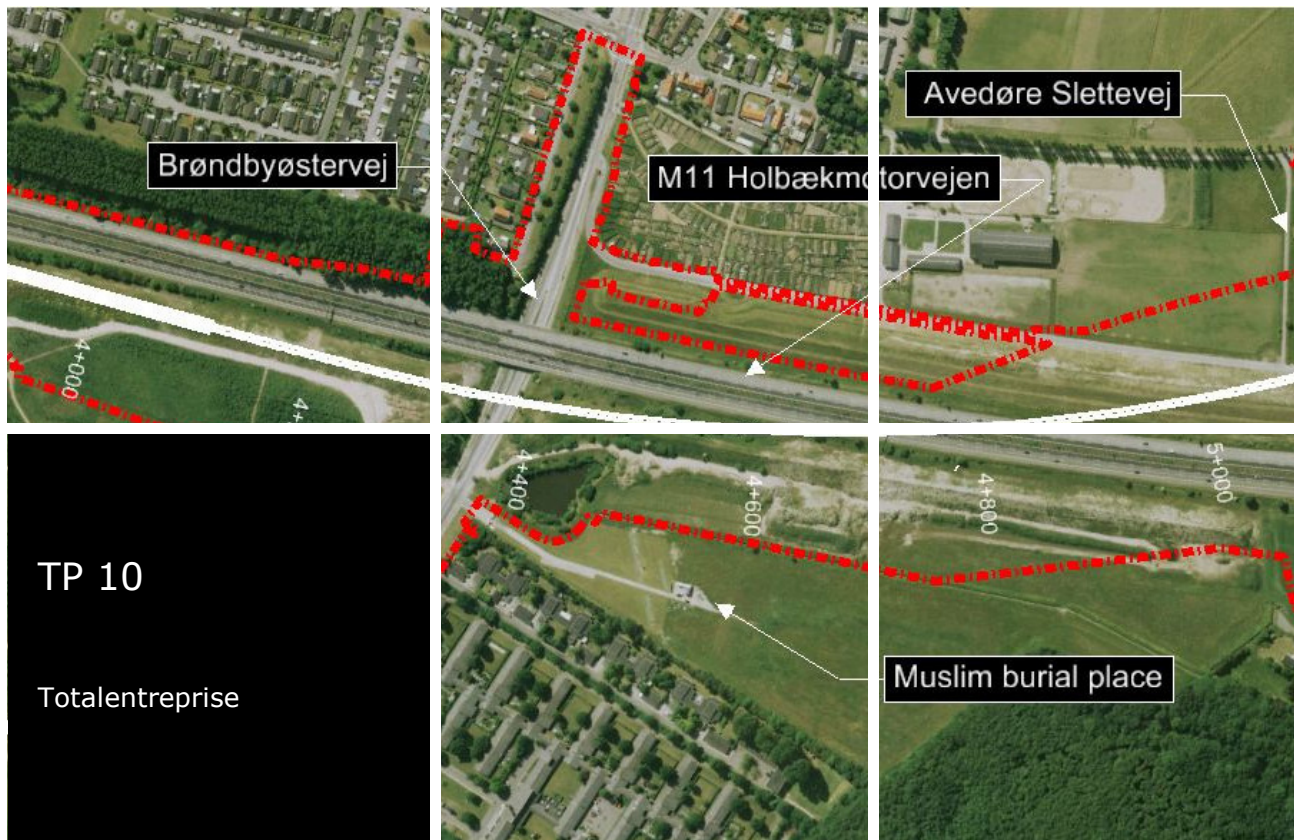 Brøndbyøstervej
M11 Holbækmotorvejen
Avedøre Slettevej
4+000
4+
4+400
4+600
4+800
5+000
TP 10
Totalentreprise
Muslim burial place